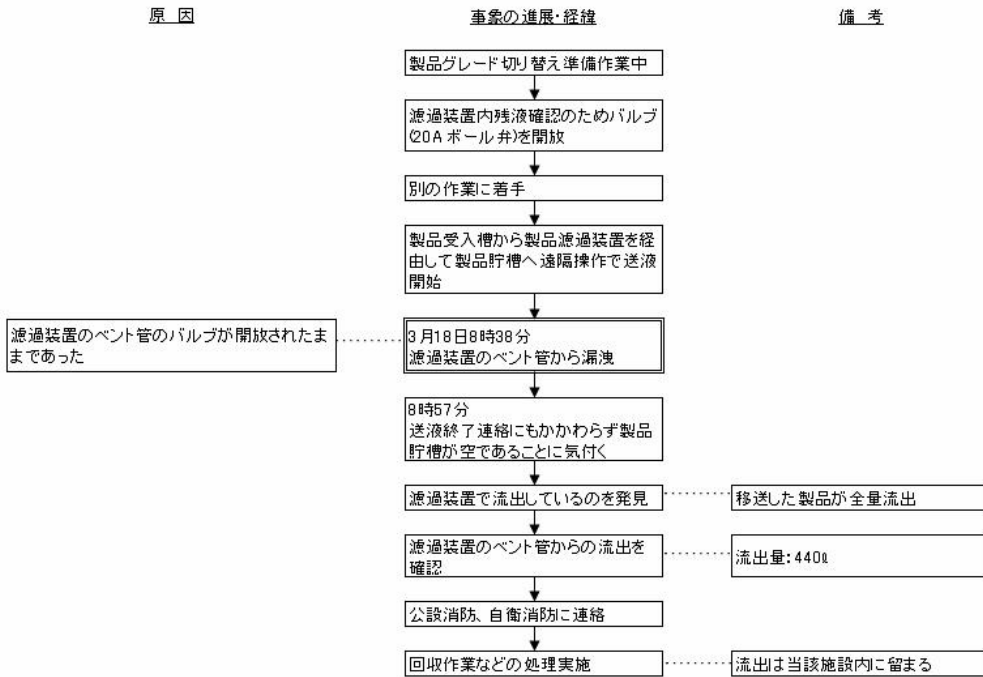 原 因
事象の進展・経緯
備 考
製品グレード切り替え準備作業中
濾過装置内残液確認のためバルブ
(20A ボール弁)を開放
別の作業に着手
製品受入槽から製品濾過装置を経
由して製品貯槽へ遠隔操作で送液
開始
濾過装置のベント管のバルブが開放されたま
まであった
3月18日8時38分
濾過装置のベント管から漏洩
8時57分
送液終了連絡にもかかわらず製品
貯槽が空であることに気付く
濾過装置で流出しているのを発見
移送した製品が全量流出
濾過装置のベント管からの流出を
確認
流出量:440ℓ
公設消防、自衛消防に連絡
回収作業などの処理実施
流出は当該施設内に留まる